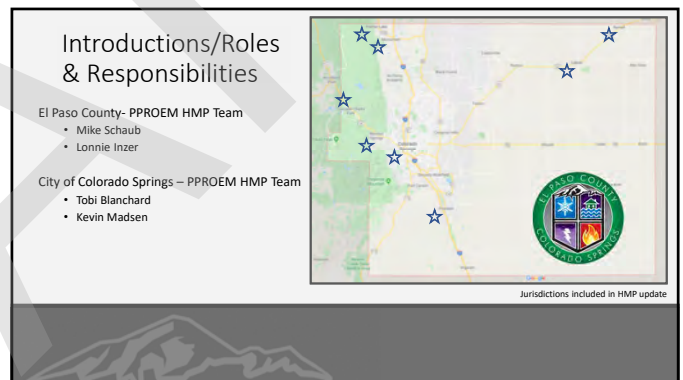 Introductions/Roles
& Responsibilities
El Paso County- PPROEM HMP Team
• Mike Schaub
• Lonnie Inzer
City of Colorado Springs – PPROEM HMP Team
• Tobi Blanchard
• Kevin Madsen
EL PASO COUNTY
COLORADO SPRINGS
Jurisdictions included in HMP update